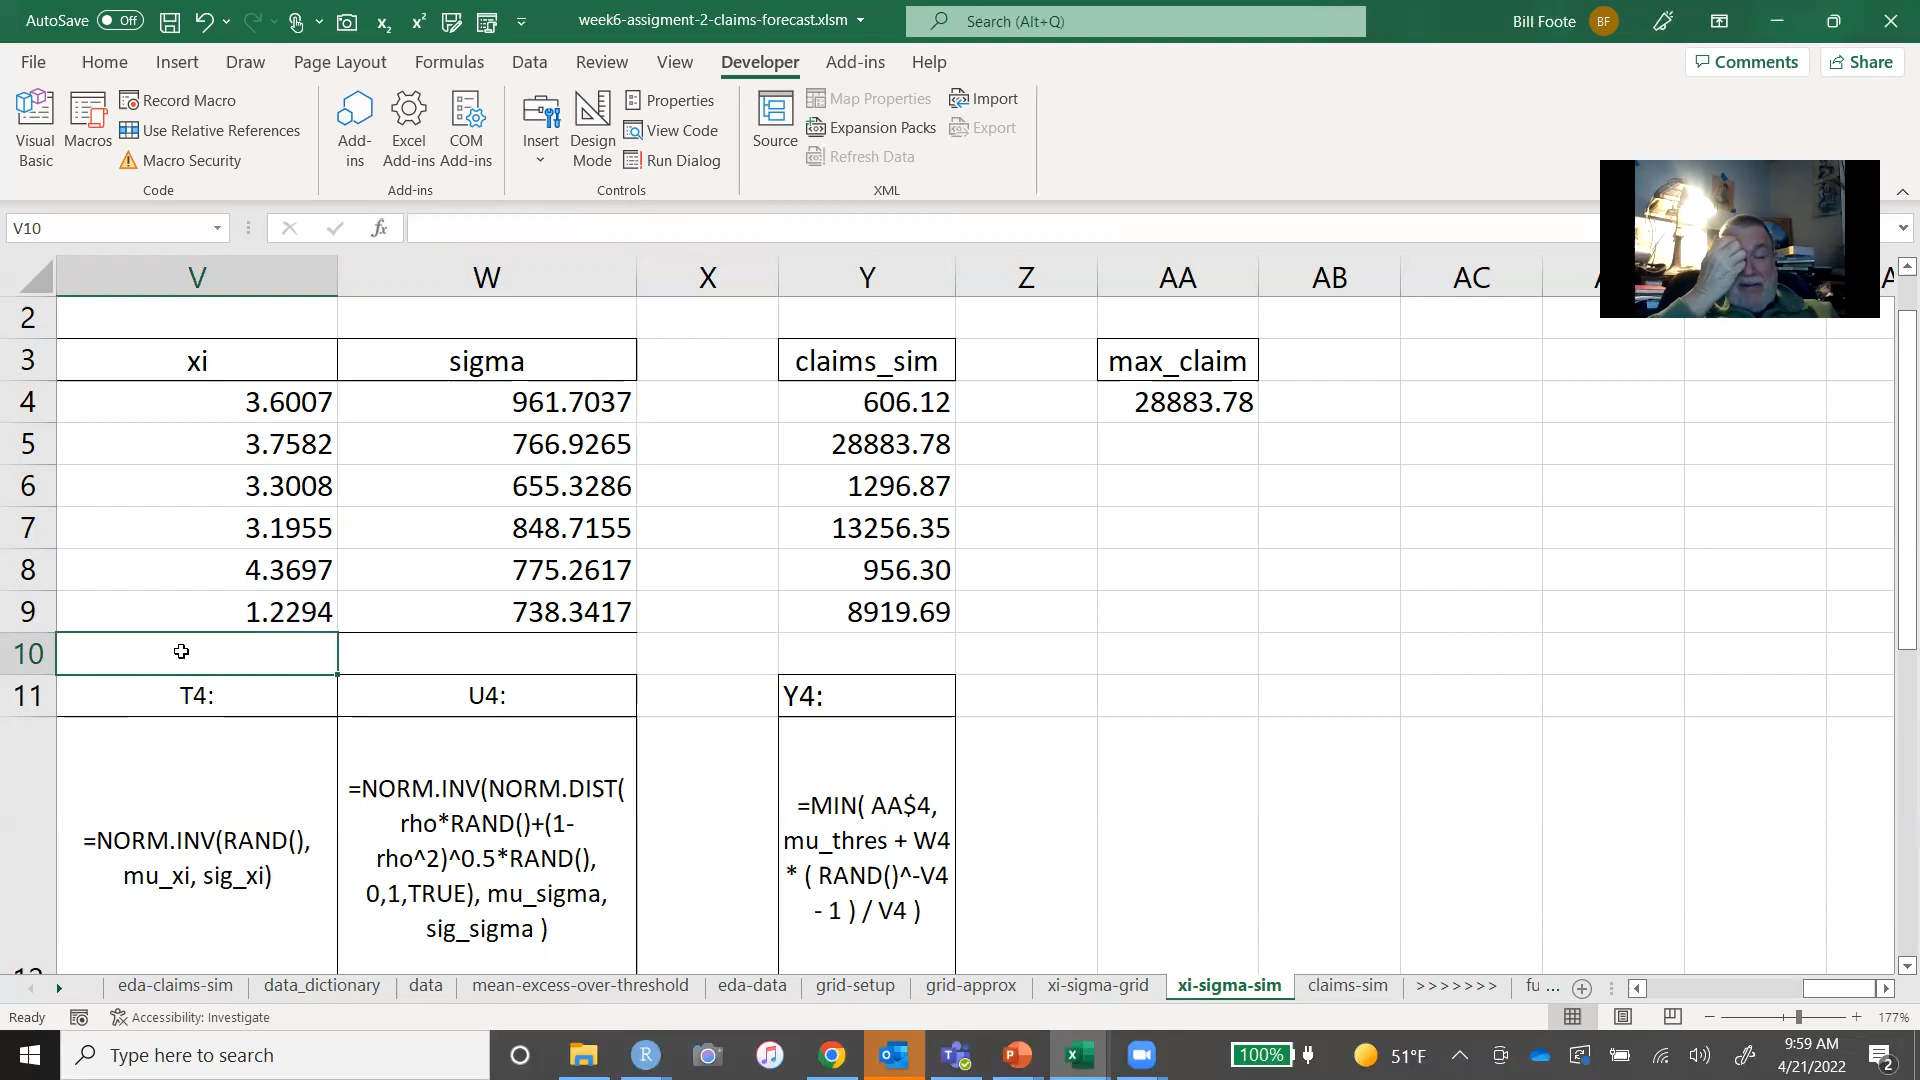 AutoSave Off
week6-assigment-2-claims-forecast.xlsm
Search (Alt+Q)
Bill Foote BF
File Home Insert Draw Page Layout Formulas Data Review View Developer Add-ins Help
Comments Share
Visual Basic
Macros
Record Macro
Use Relative References
Macro Security
Code
Add-ins
Excel Add-ins
COM Add-ins
Add-ins
Insert
Design Mode
Properties
View Code
Run Dialog
Controls
Source
Map Properties
Expansion Packs
Refresh Data
Import
Export
XML
V10 fx
V W X Y Z AA AB AC
2
3 xi sigma claims_sim max_claim
4 3.6007 961.7037 606.12 28883.78
5 3.7582 766.9265 28883.78
6 3.3008 655.3286 1296.87
7 3.1955 848.7155 13256.35
8 4.3697 775.2617 956.30
9 1.2294 738.3417 8919.69
10
11 T4: U4: Y4:
=NORM.INV(RAND(),
mu_xi, sig_xi)
=NORM.INV(NORM.DIST(
rho*RAND()+(1-
rho^2)^0.5*RAND(),
0,1,TRUE), mu_sigma,
sig_sigma )
=MIN( AA$4,
mu_thres + W4
* ( RAND()^-V4
- 1 ) / V4 )
eda-claims-sim data_dictionary data mean-excess-over-threshold eda-data grid-setup grid-approx xi-sigma-grid xi-sigma-sim claims-sim >>>>>>> fu ...
Ready Accessibility: Investigate 177%
Type here to search
100% 51°F
9:59 AM
4/21/2022
2